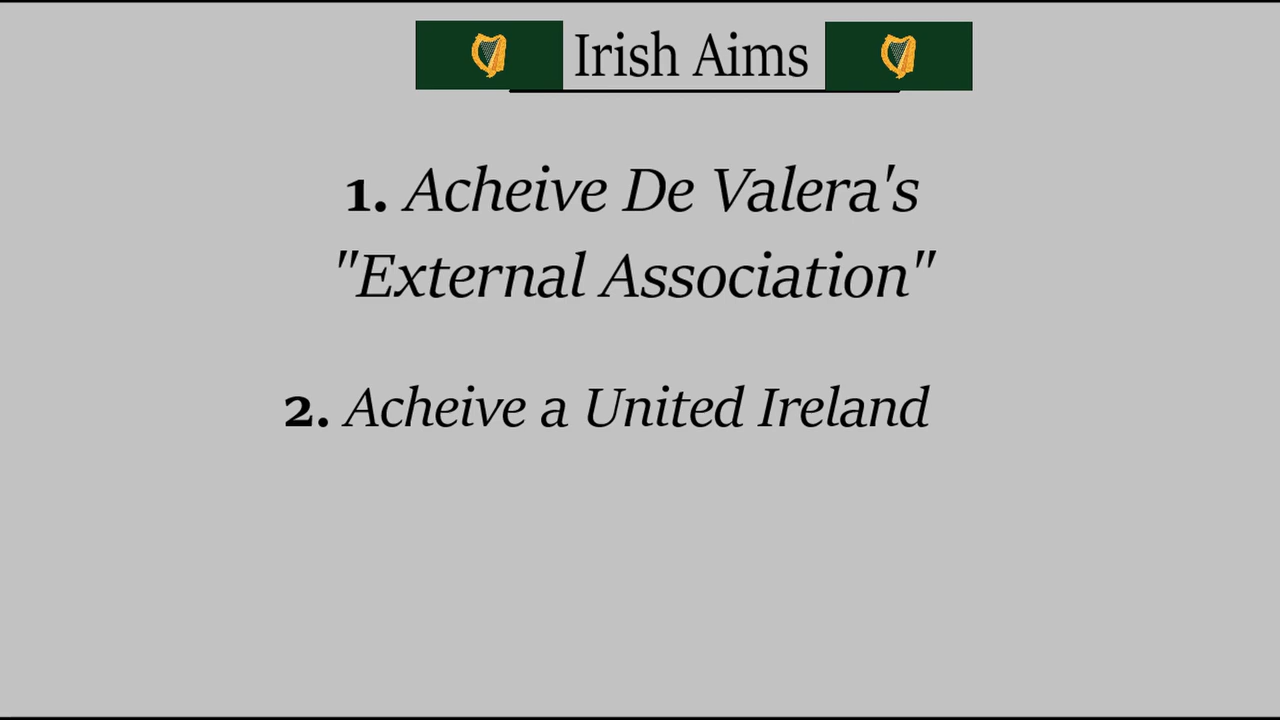 Irish Aims
1. Acheive De Valera's
"External Association"
2. Acheive a United Ireland